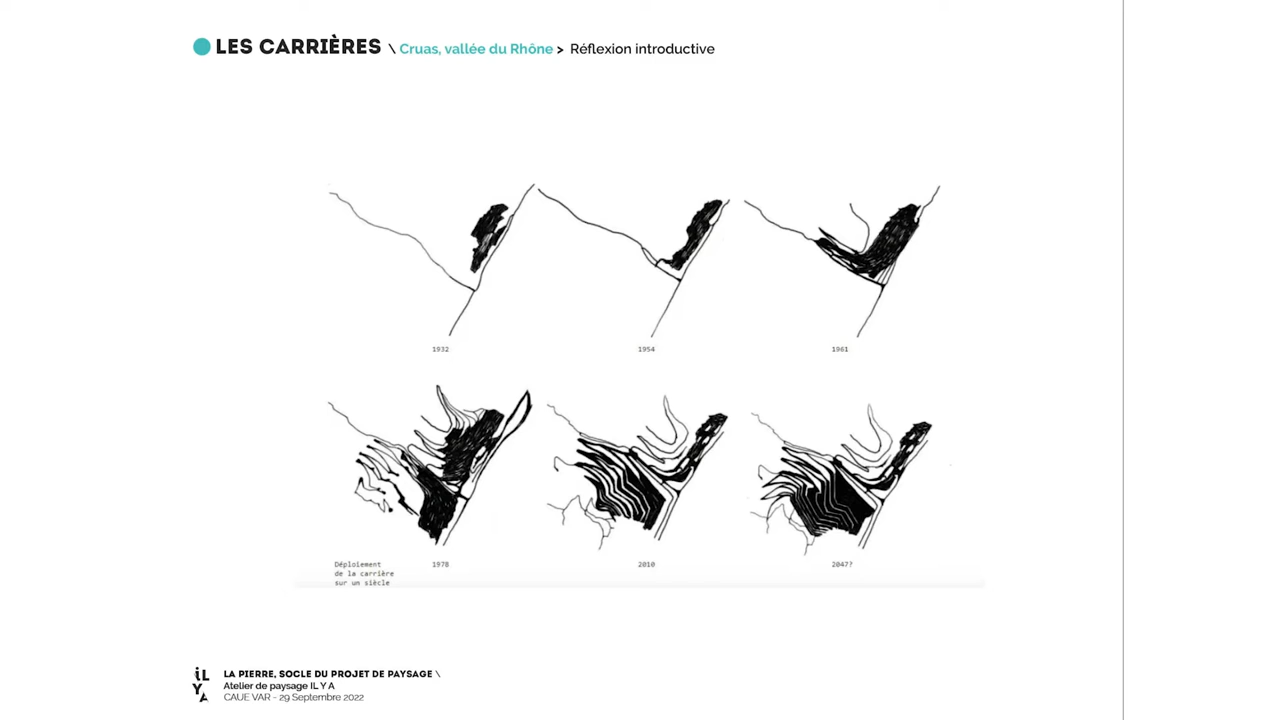 LES CARRIÈRES \ Cruas, vallée du Rhône > Réflexion introductive
1932
1954
1961
Déploiement
de la carrière
sur un siècle
1978
2010
2047?
iL
Y A
LA PIERRE, SOCLE DU PROJET DE PAYSAGE \
Atelier de paysage IL Y A
CAUE VAR - 29 Septembre 2022